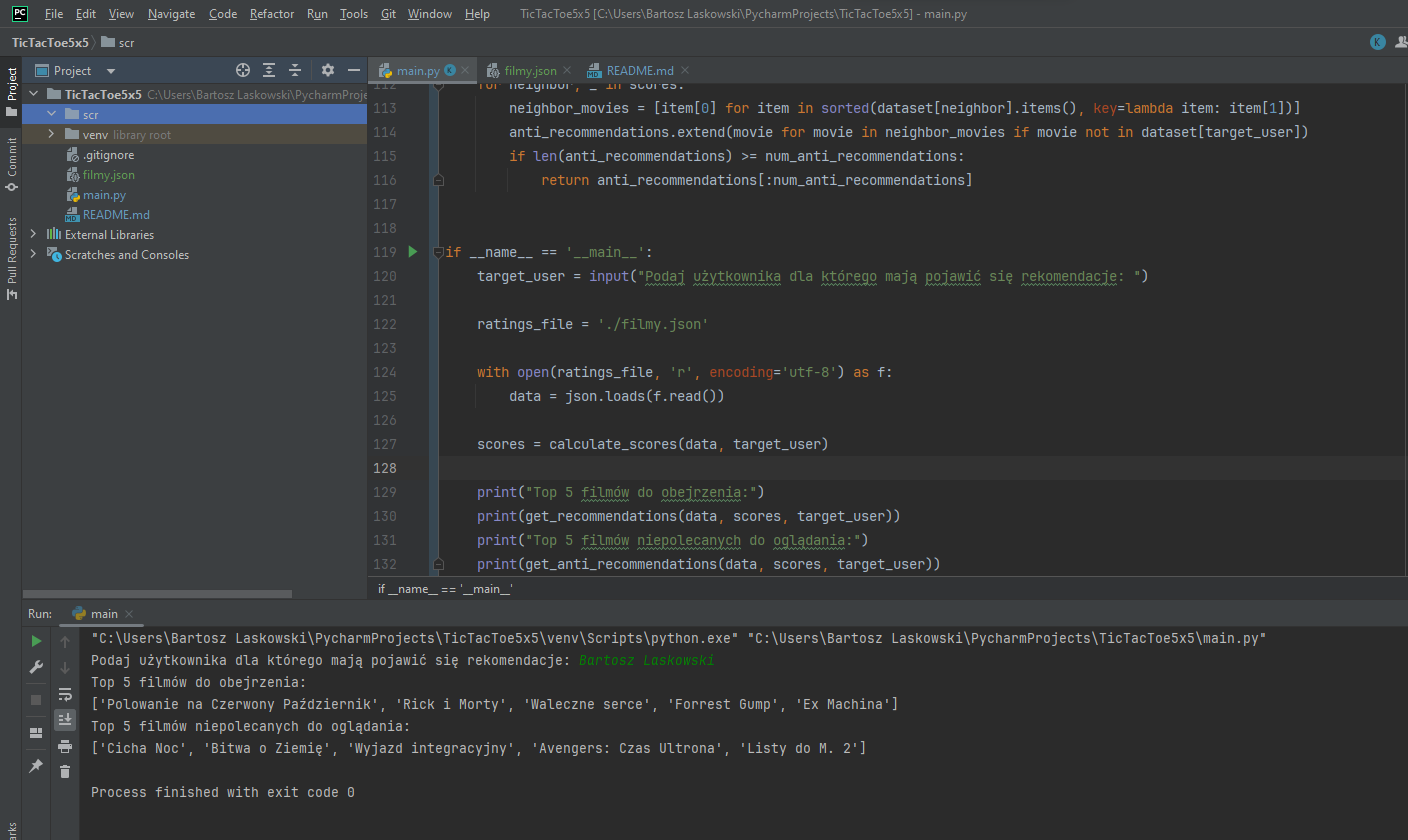 PC File Edit View Navigate Code Refactor Run Tools Git Window Help TicTacToe5x5 [C:\Users\Bartosz Laskowski\PycharmProjects\TicTacToe5x5] - main.py
TicTacToe5x5 scr K
Project
Commit
Pull Requests
Project
TicTacToe5x5 C:\Users\Bartosz Laskowski\PycharmProje
scr
venv library root
.gitignore
filmy.json
main.py
README.md
External Libraries
Scratches and Consoles
main.py K filmy.json README.md
112 for neighbor, _ in scores:
113 neighbor_movies = [item[0] for item in sorted(dataset[neighbor].items(), key=lambda item: item[1])]
114 anti_recommendations.extend(movie for movie in neighbor_movies if movie not in dataset[target_user])
115 if len(anti_recommendations) >= num_anti_recommendations:
116 return anti_recommendations[:num_anti_recommendations]
117
118
119 if __name__ == '__main__':
120 target_user = input("Podaj użytkownika dla którego mają pojawić się rekomendacje: ")
121
122 ratings_file = './filmy.json'
123
124 with open(ratings_file, 'r', encoding='utf-8') as f:
125 data = json.loads(f.read())
126
127 scores = calculate_scores(data, target_user)
128
129 print("Top 5 filmów do obejrzenia:")
130 print(get_recommendations(data, scores, target_user))
131 print("Top 5 filmów niepolecanych do oglądania:")
132 print(get_anti_recommendations(data, scores, target_user))
if __name__ == '__main__'
Run: main
"C:\Users\Bartosz Laskowski\PycharmProjects\TicTacToe5x5\venv\Scripts\python.exe" "C:\Users\Bartosz Laskowski\PycharmProjects\TicTacToe5x5\main.py"
Podaj użytkownika dla którego mają pojawić się rekomendacje: Bartosz Laskowski
Top 5 filmów do obejrzenia:
['Polowanie na Czerwony Październik', 'Rick i Morty', 'Waleczne serce', 'Forrest Gump', 'Ex Machina']
Top 5 filmów niepolecanych do oglądania:
['Cicha Noc', 'Bitwa o Ziemię', 'Wyjazd integracyjny', 'Avengers: Czas Ultrona', 'Listy do M. 2']
Process finished with exit code 0